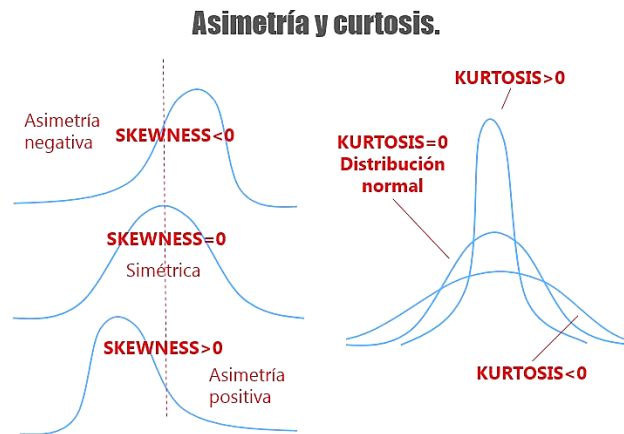 Asimetría y curtosis.
Asimetría
negativa
SKEWNESS<0
SKEWNESS=0
Simétrica
SKEWNESS>0
Asimetría
positiva
KURTOSIS>0
KURTOSIS=0
Distribución
normal
KURTOSIS<0